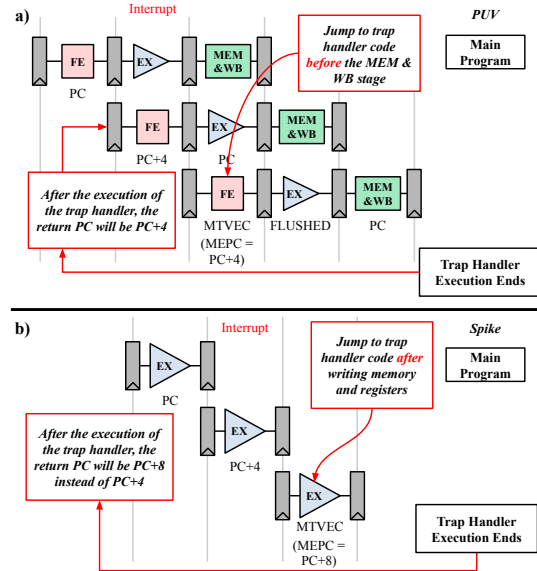 a)
Interrupt
PUV
Main
Program
Jump to trap
handler code
before the MEM &
WB stage
FE
EX
MEM
&WB
PC
FE
EX
MEM
&WB
PC+4
PC
FE
EX
MEM
&WB
MTVEC
(MEPC =
PC+4)
FLUSHED
PC
After the execution of
the trap handler, the
return PC will be PC+4
Trap Handler
Execution Ends
b)
Interrupt
Spike
Main
Program
Jump to trap
handler code after
writing memory
and registers
EX
PC
EX
PC+4
EX
MTVEC
(MEPC =
PC+8)
After the execution of
the trap handler, the
return PC will be PC+8
instead of PC+4
Trap Handler
Execution Ends